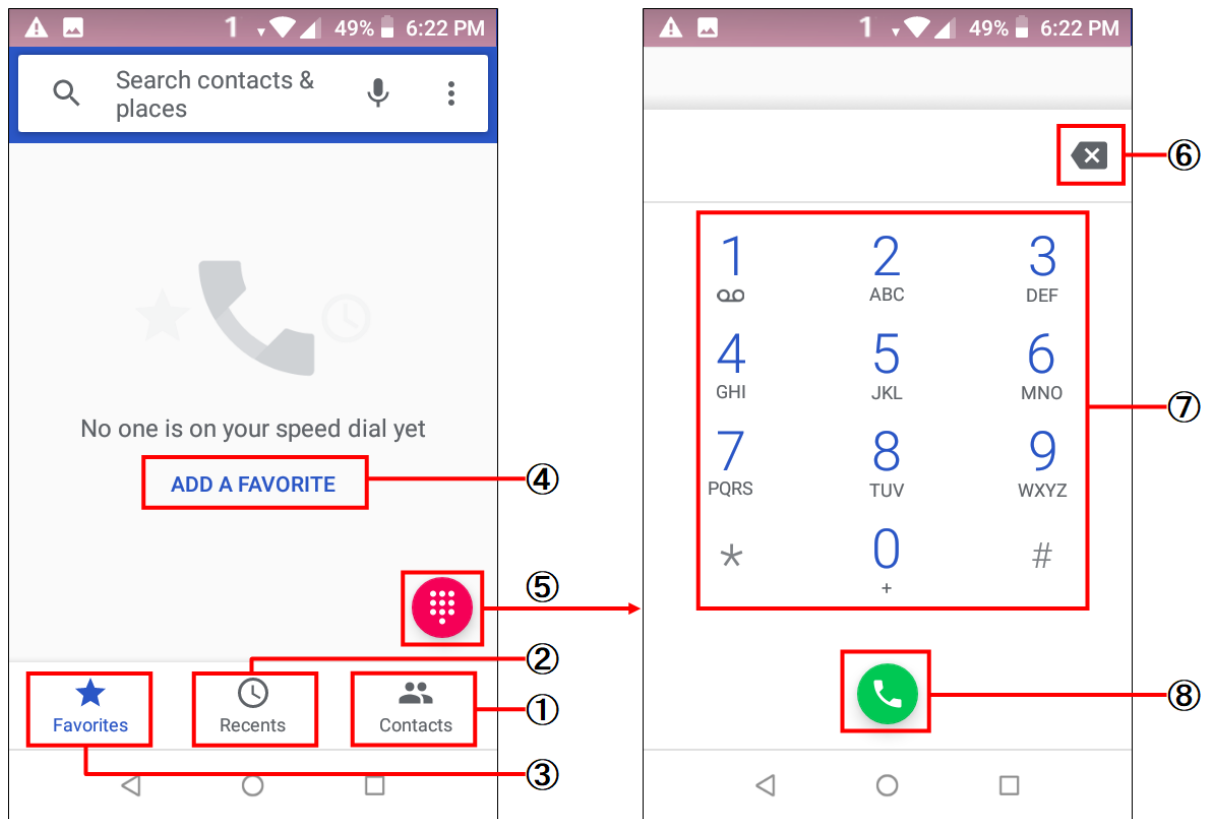 1 49% 6:22 PM
Search contacts &
places
No one is on your speed dial yet
④
ADD A FAVORITE
⑤
②
Favorites
Recents
Contacts
①
③
1 49% 6:22 PM
⑥
1 2 3
ABC DEF
4 5 6
GHI JKL MNO
⑦
7 8 9
PQRS TUV WXYZ
* 0 #
+
⑧